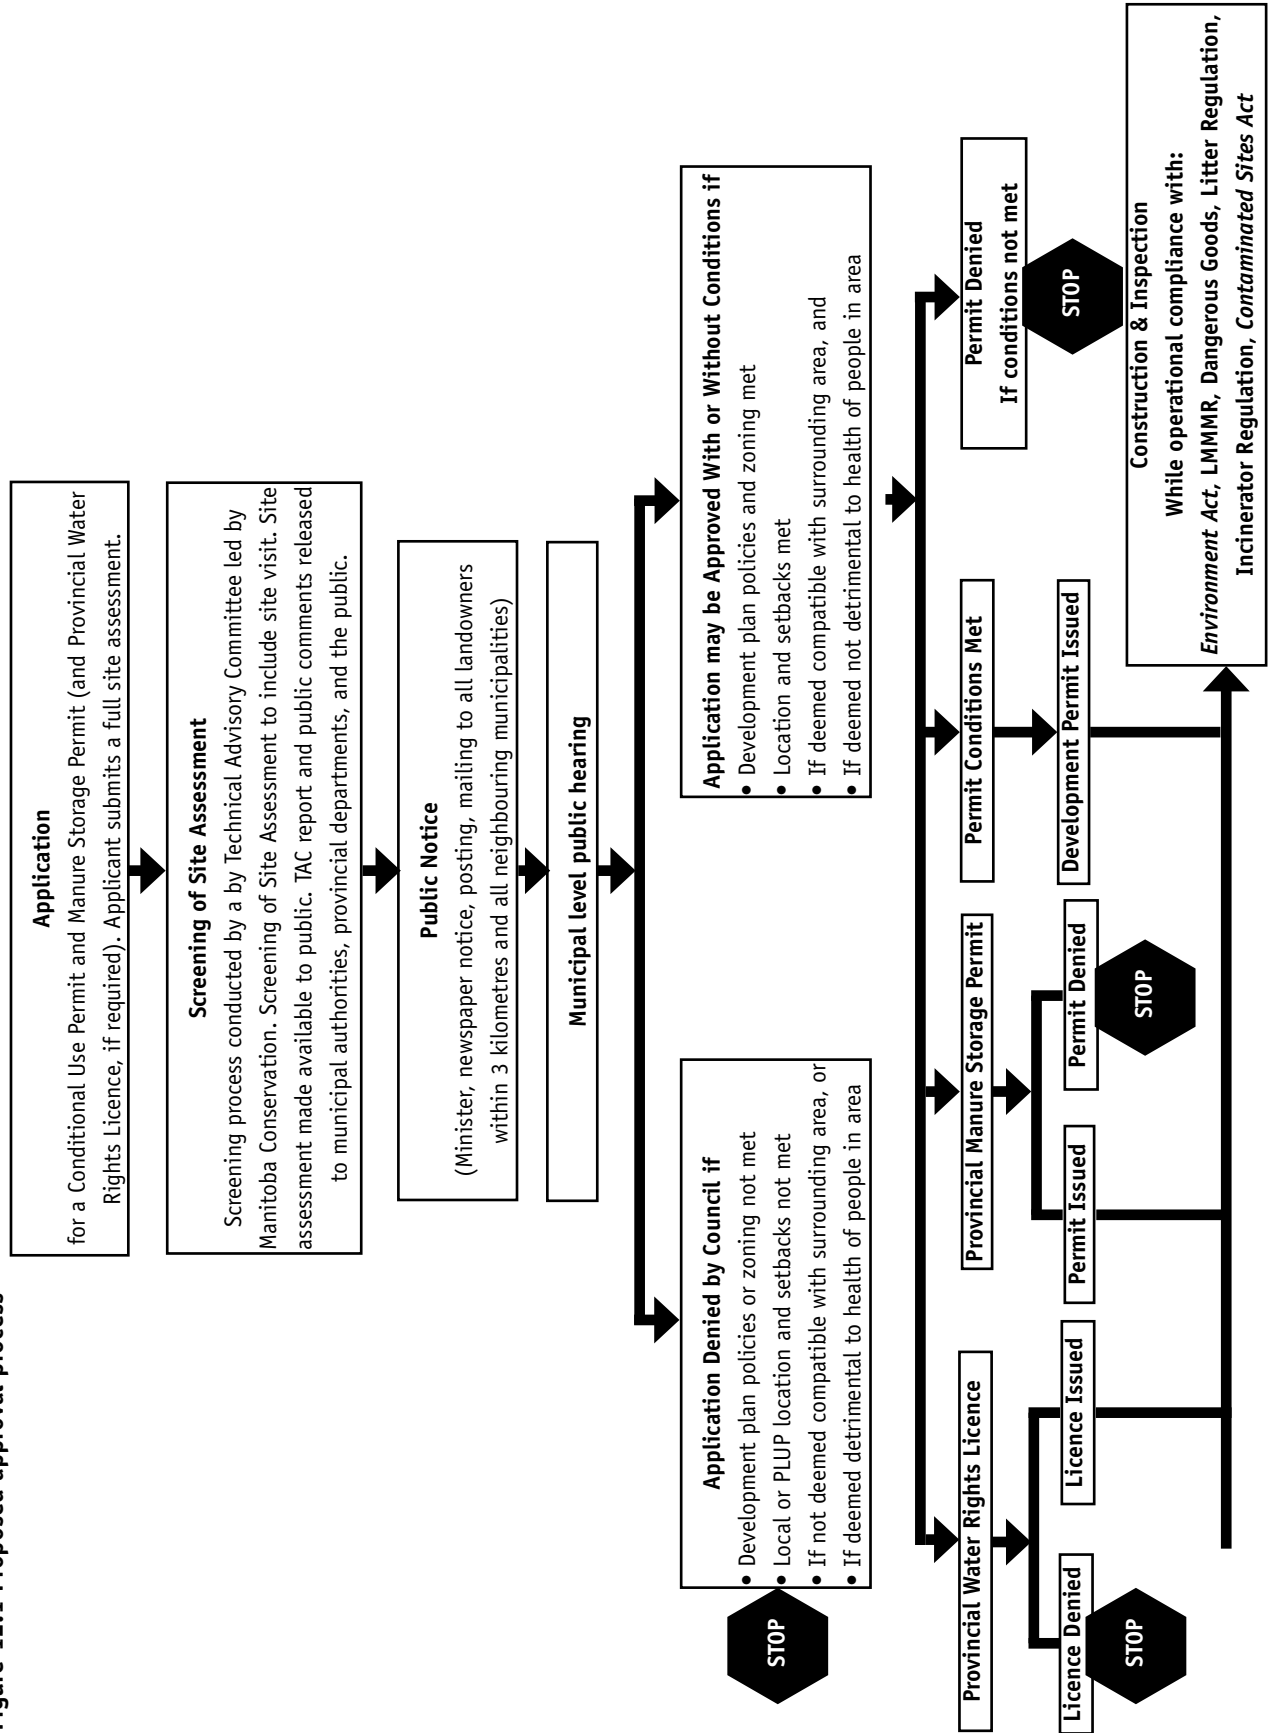 Figure 11.1 Proposed approval process
Application
for a Conditional Use Permit and Manure Storage Permit (and Provincial Water
Rights Licence, if required). Applicant submits a full site assessment.
Screening of Site Assessment
Screening process conducted by a by Technical Advisory Committee led by
Manitoba Conservation. Screening of Site Assessment to include site visit. Site
assessment made available to public. TAC report and public comments released
to municipal authorities, provincial departments, and the public.
Public Notice
(Minister, newspaper notice, posting, mailing to all landowners
within 3 kilometres and all neighbouring municipalities)
Municipal level public hearing
STOP
Application Denied by Council if
• Development plan policies or zoning not met
• Local or PLUP location and setbacks not met
• If not deemed compatible with surrounding area, or
• If deemed detrimental to health of people in area
Application may be Approved With or Without Conditions if
• Development plan policies and zoning met
• Location and setbacks met
• If deemed compatible with surrounding area, and
• If deemed not detrimental to health of people in area
Provincial Water Rights Licence
Licence Denied
STOP
Licence Issued
Provincial Manure Storage Permit
Permit Issued
Permit Denied
STOP
Permit Conditions Met
Development Permit Issued
Permit Denied
If conditions not met
STOP
Construction & Inspection
While operational compliance with:
Environment Act, LMMMR, Dangerous Goods, Litter Regulation,
Incinerator Regulation, Contaminated Sites Act